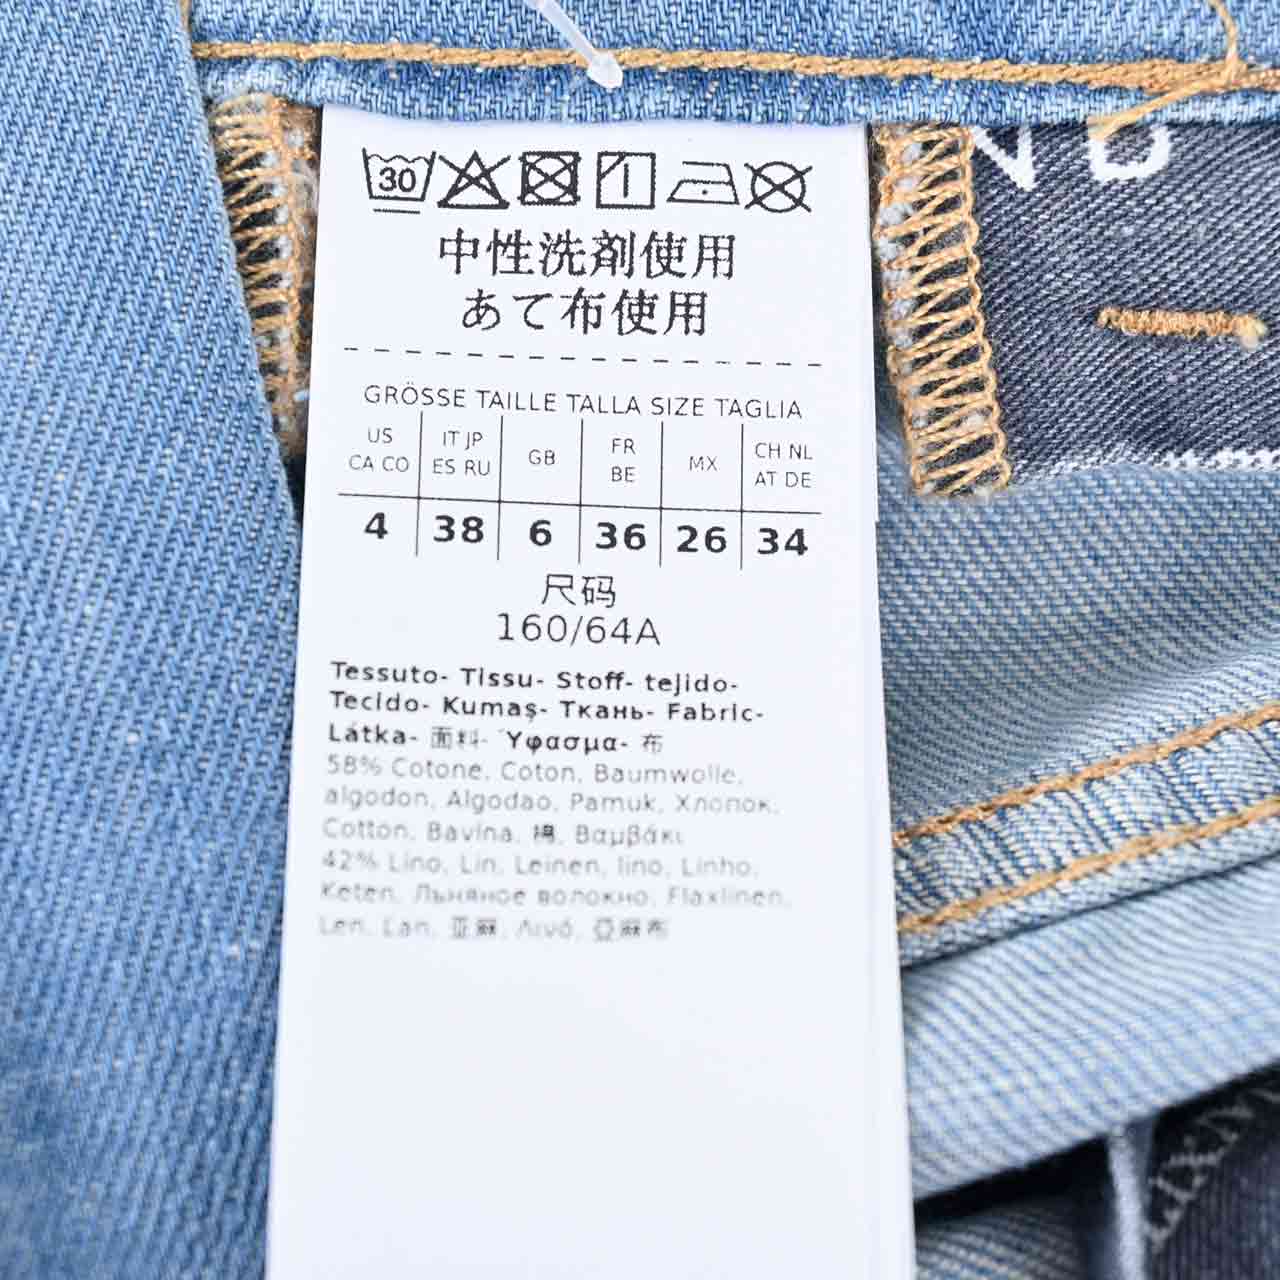 30
中性洗剤使用
あて布使用
GRÖSSE TAILLE TALLA SIZE TAGLIA
US CA CO
IT JP ES RU
GB
FR BE
MX
CH NL AT DE
4 38 6 36 26 34
尺码
160/64A
Tessuto- Tissu- Stoff- tejido-
Tecido- Kumaş- Ткань- Fabric-
Látka- 面料- Ύφασμα- 布
58% Cotone, Coton, Baumwolle,
algodon, Algodao, Pamuk, Хлопок,
Cotton, Bavlna, 棉, Βαμβάκι
42% Lino, Lin, Leinen, lino, Linho,
Keten, Льняное волокно, Flaxlinen,
Len, Lan, 亚麻, Λινό, 亞麻布